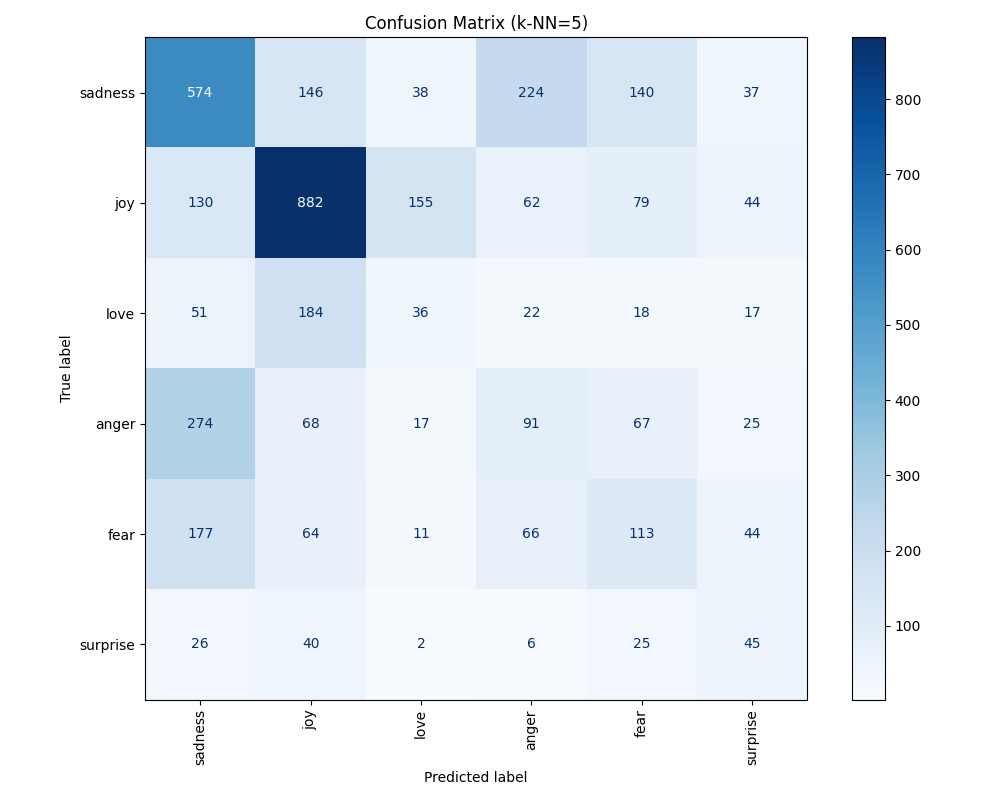 Confusion Matrix (k-NN=5)
sadness 574 146 38 224 140 37
joy 130 882 155 62 79 44
love 51 184 36 22 18 17
anger 274 68 17 91 67 25
fear 177 64 11 66 113 44
surprise 26 40 2 6 25 45
sadness joy love anger fear surprise
Predicted label
True label
800
700
600
500
400
300
200
100